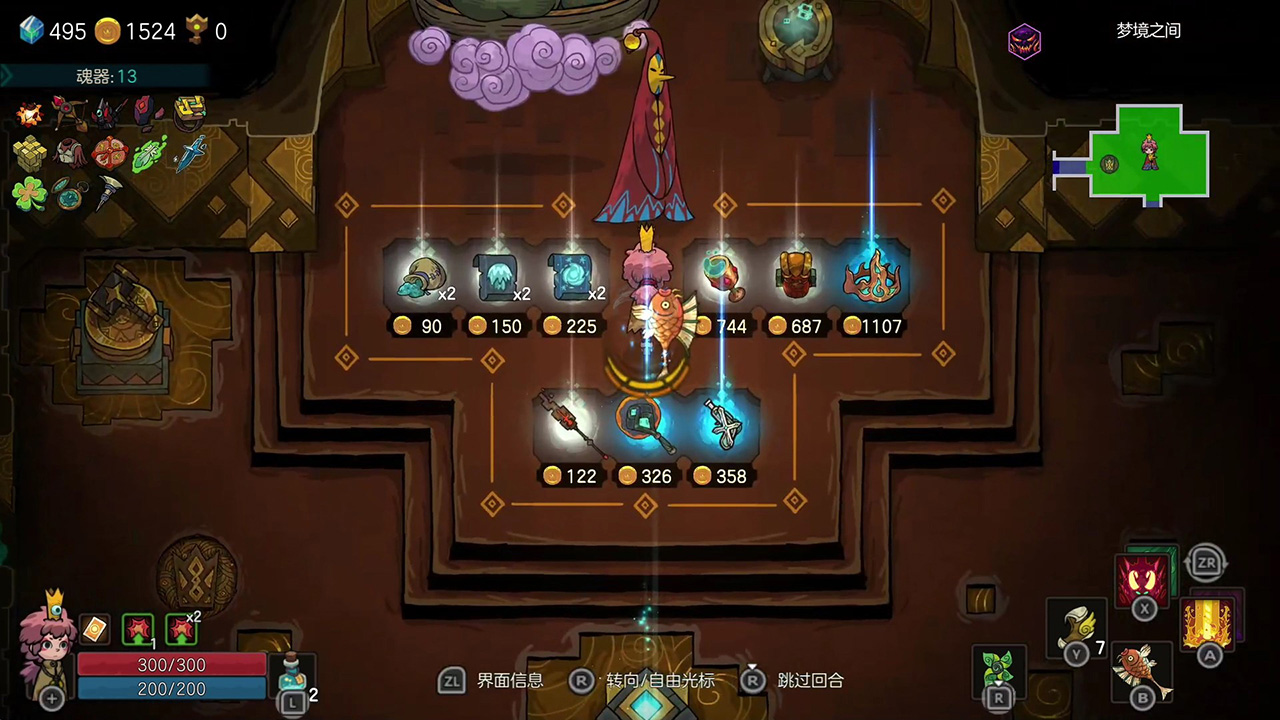 495 1524 0
梦境之间
魂器:13
x2 x2 x2
90 150 225 744 687 1107
122 326 358
ZR
X
x2
1
Y 7 A
300/300
200/200
2
+ L
ZL 界面信息 R 转向/自由光标 R 跳过回合
R B